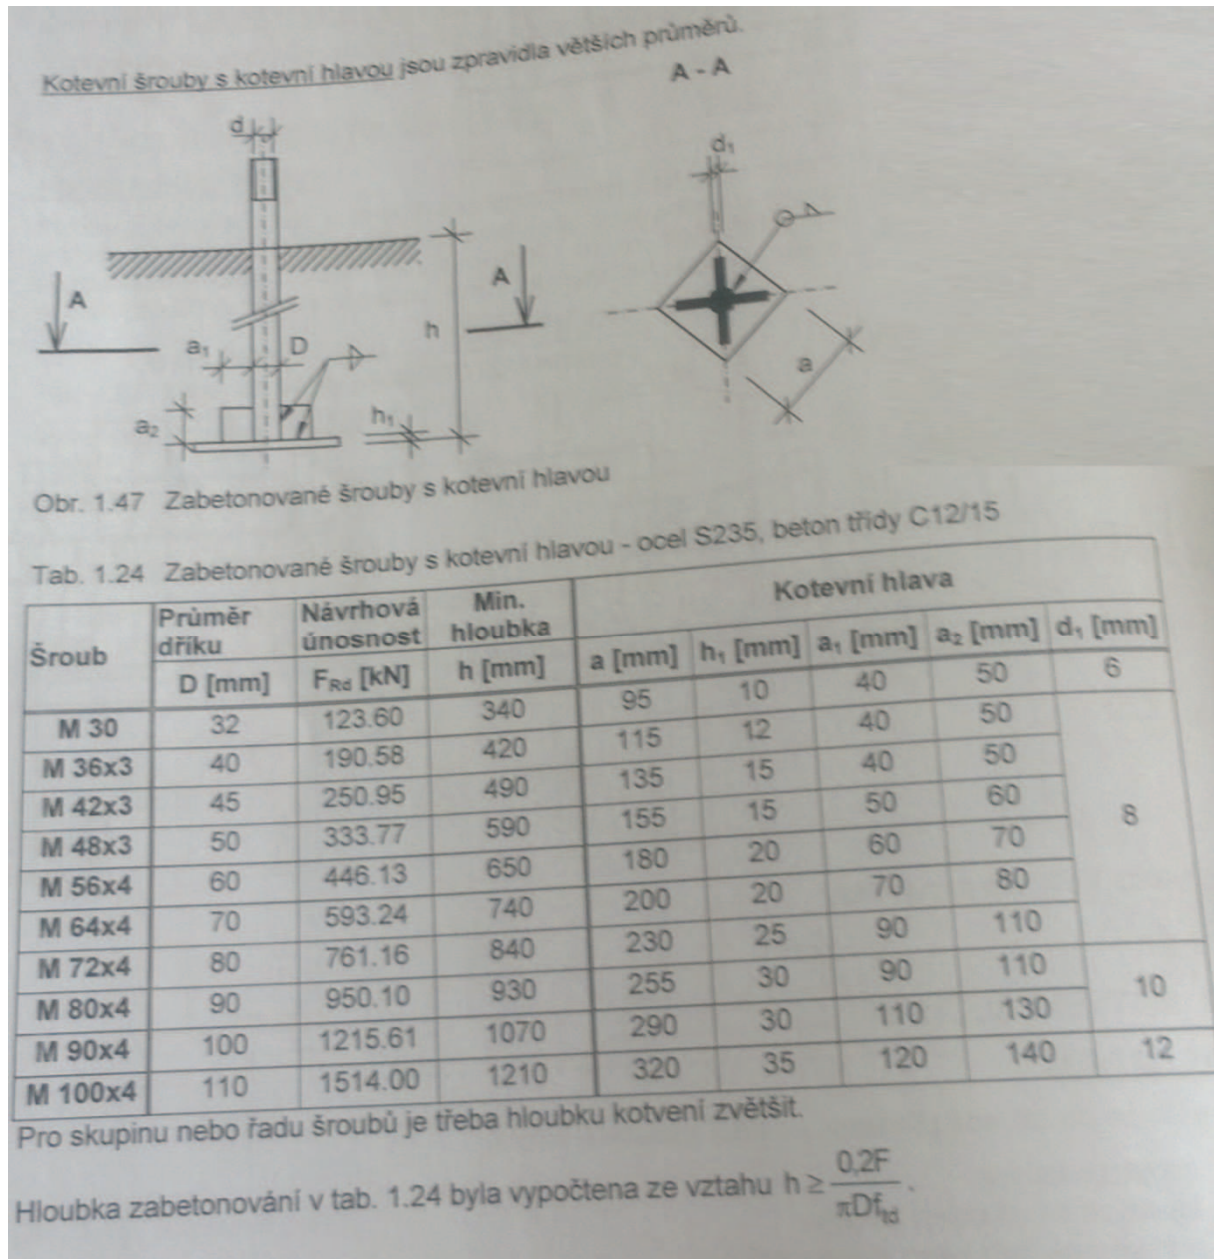 Kotevní šrouby s kotevní hlavou jsou zpravidla větších průměrů.
A - A
d
d₁
A
A
h
a₁
D
a
a₂
h₁
Obr. 1.47 Zabetonované šrouby s kotevní hlavou
Tab. 1.24 Zabetonované šrouby s kotevní hlavou - ocel S235, beton třídy C12/15
Šroub Průměr dříku Návrhová únosnost Min. hloubka Kotevní hlava
D [mm] F_Rd [kN] h [mm] a [mm] h₁ [mm] a₁ [mm] a₂ [mm] d₁ [mm]
M 30 32 123.60 340 95 10 40 50 6
M 36x3 40 190.58 420 115 12 40 50
M 42x3 45 250.95 490 135 15 40 50
M 48x3 50 333.77 590 155 15 50 60 8
M 56x4 60 446.13 650 180 20 60 70
M 64x4 70 593.24 740 200 20 70 80
M 72x4 80 761.16 840 230 25 90 110
M 80x4 90 950.10 930 255 30 90 110 10
M 90x4 100 1215.61 1070 290 30 110 130
M 100x4 110 1514.00 1210 320 35 120 140 12
Pro skupinu nebo řadu šroubů je třeba hloubku kotvení zvětšit.
Hloubka zabetonování v tab. 1.24 byla vypočtena ze vztahu h ≥ 0,2F / πDf_td .